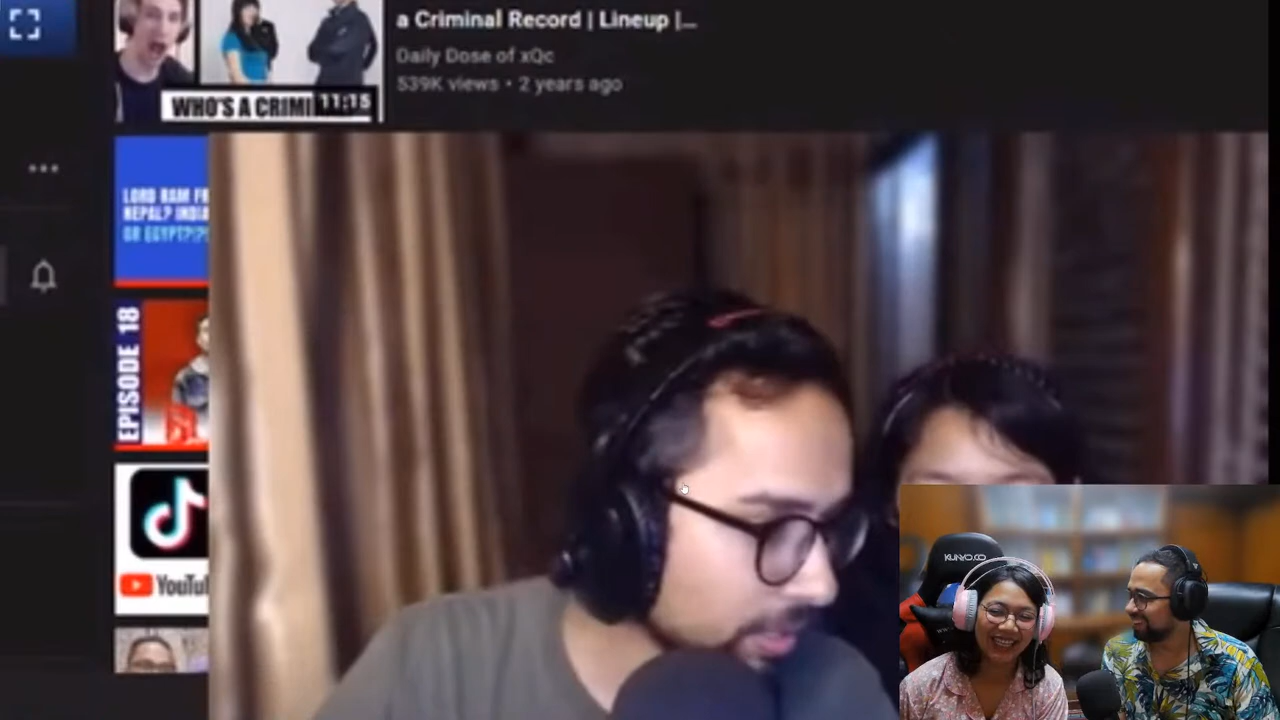 a Criminal Record | Lineup |...
Daily Dose of xQc
539K views • 2 years ago
WHO'S A CRIMI
11:15
LORD RAM FR
NEPAL? INDIA
OR EGYPT?!?!
EPISODE 18
YouTu
KUNYO.CO